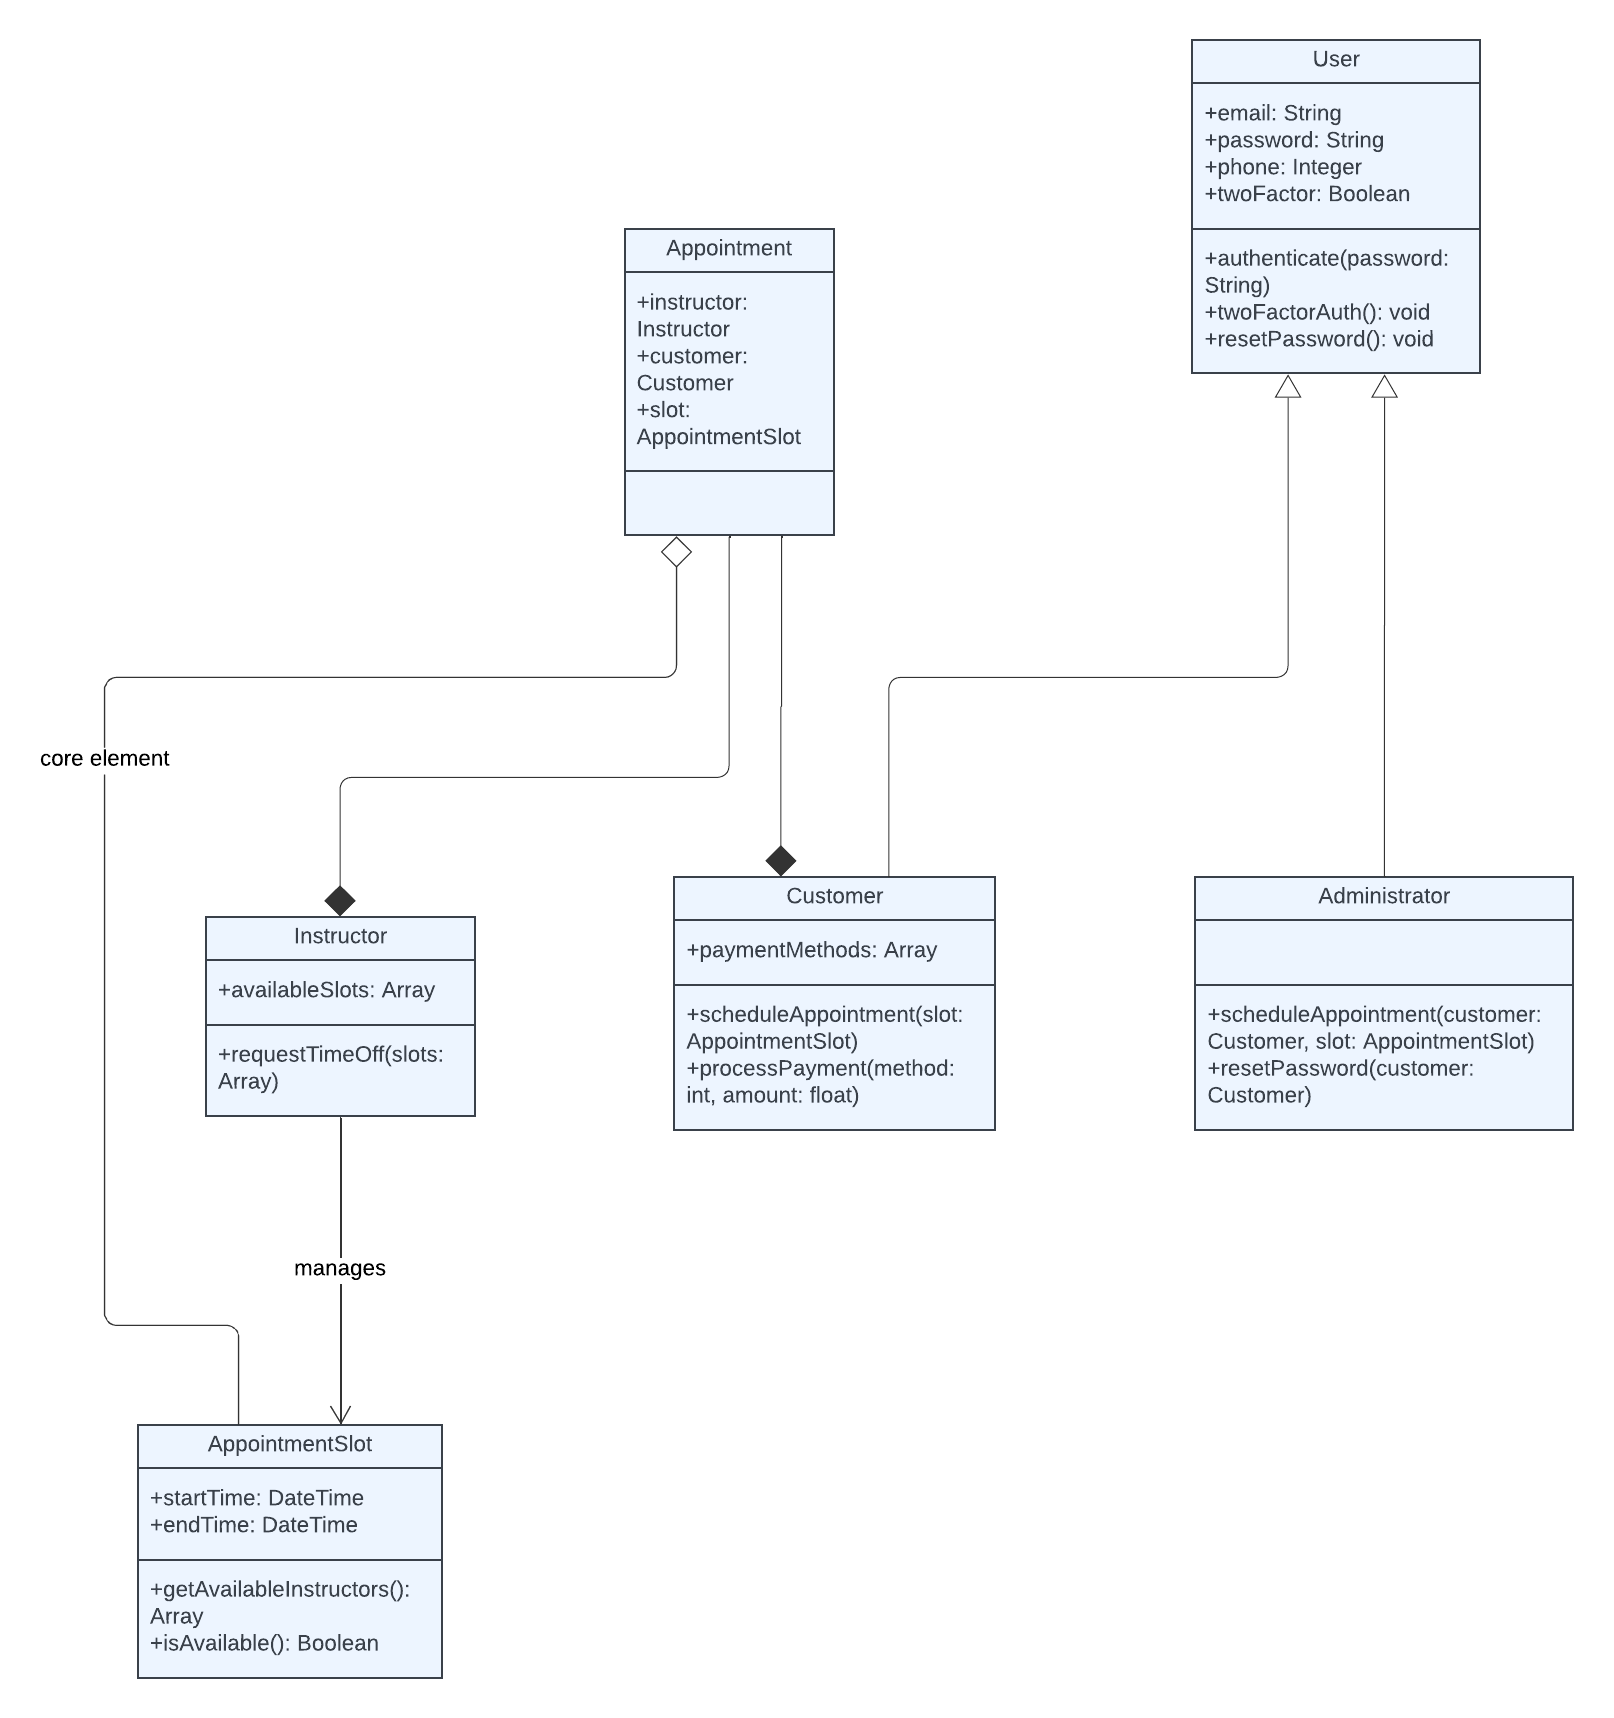 User
+email: String
+password: String
+phone: Integer
+twoFactor: Boolean
+authenticate(password:
String)
+twoFactorAuth(): void
+resetPassword(): void
Appointment
+instructor:
Instructor
+customer:
Customer
+slot:
AppointmentSlot
core element
Instructor
+availableSlots: Array
+requestTimeOff(slots:
Array)
Customer
+paymentMethods: Array
+scheduleAppointment(slot:
AppointmentSlot)
+processPayment(method:
int, amount: float)
Administrator
+scheduleAppointment(customer:
Customer, slot: AppointmentSlot)
+resetPassword(customer:
Customer)
manages
AppointmentSlot
+startTime: DateTime
+endTime: DateTime
+getAvailableInstructors():
Array
+isAvailable(): Boolean